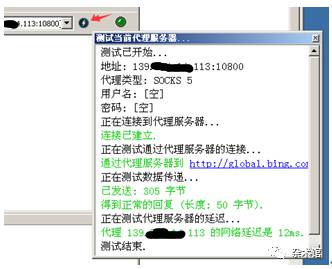 .113:10800
测试当前代理服务器...
测试已开始...
地址: 139. .113:10800
代理类型: SOCKS 5
用户名: [空]
密码: [空]
正在连接到代理服务器...
连接已建立.
正在测试通过代理服务器的连接...
通过代理服务器到 http://global.bing.com
正在测试数据传递...
已发送: 305 字节
得到正常的回复 (长度: 50 字节).
正在测试代理服务器的延迟...
代理 139. 113 的网络延迟是 12ms.
测试结束.
杂术馆